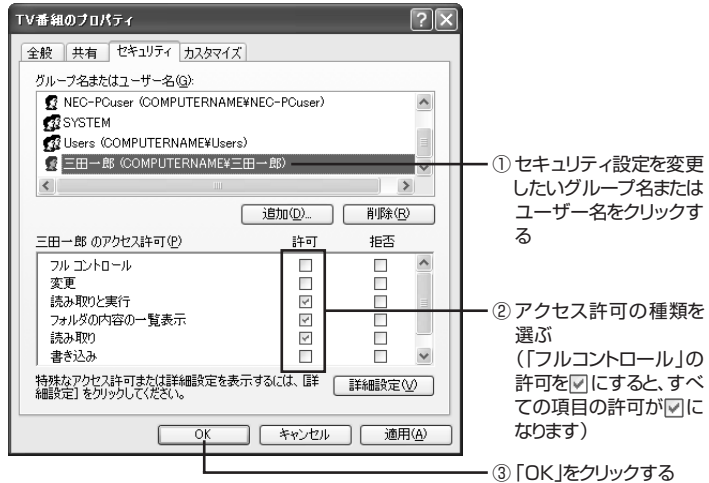 TV番組のプロパティ
全般 共有 セキュリティ カスタマイズ
グループ名またはユーザー名(G):
NEC-PCuser (COMPUTERNAME¥NEC-PCuser)
SYSTEM
Users (COMPUTERNAME¥Users)
三田一郎 (COMPUTERNAME¥三田一郎)
追加(D)... 削除(R)
三田一郎 のアクセス許可(P) 許可 拒否
フル コントロール
変更
読み取りと実行
フォルダの内容の一覧表示
読み取り
書き込み
特殊なアクセス許可または詳細設定を表示するには、[詳
細設定] をクリックしてください。
詳細設定(V)
OK キャンセル 適用(A)
① セキュリティ設定を変更
したいグループ名または
ユーザー名をクリックす
る
② アクセス許可の種類を
選ぶ
(「フルコントロール」の
許可を☑にすると、すべ
ての項目の許可が☑に
なります)
③ 「OK」をクリックする